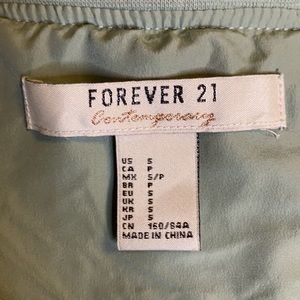 FOREVER 21
Contemporary
US S
CA P
MX S/P
BR P
EU S
UK S
KR S
JP S
CN 160/84A
MADE IN CHINA